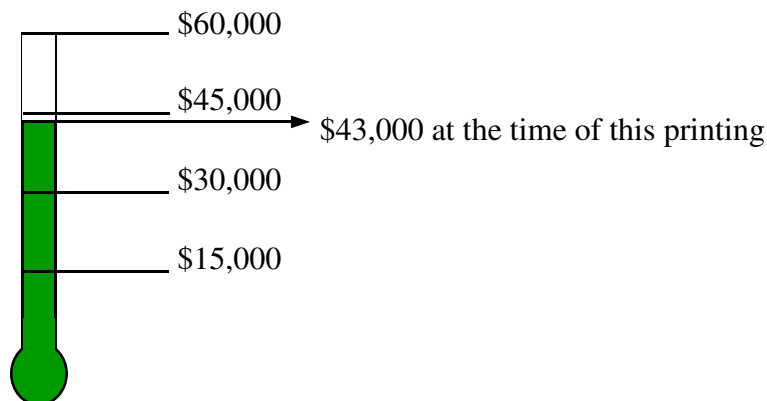 $60,000
$45,000
$43,000 at the time of this printing
$30,000
$15,000